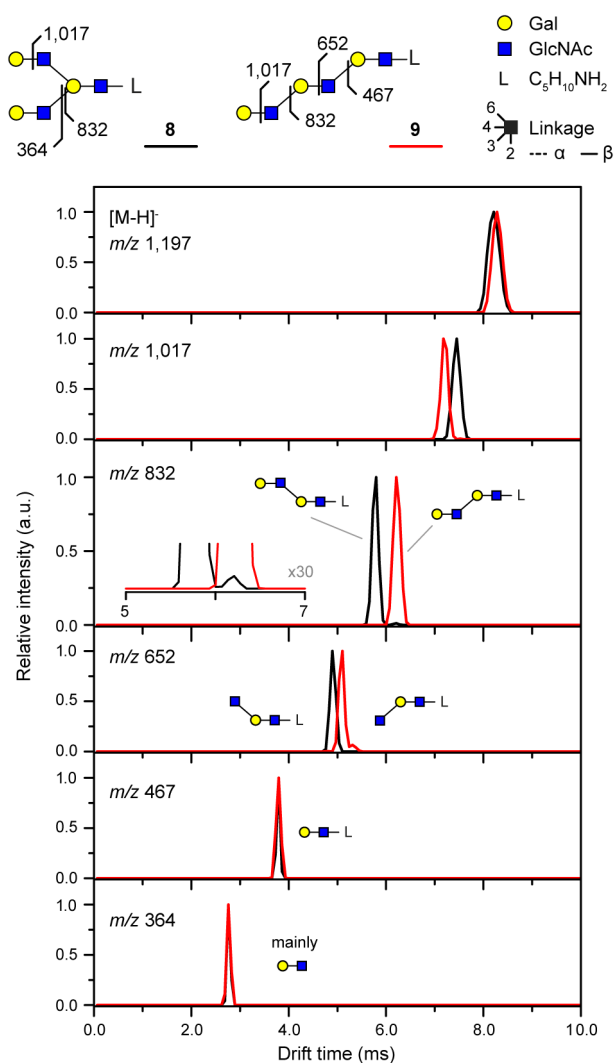 1,017
364
832
L
8
1,017
832
652
467
L
9
Gal
GlcNAc
L C5H10NH2
6
4
3
2
Linkage
α β
Relative intensity (a.u.)
[M-H]-
m/z 1,197
1.0
0.5
0.0
m/z 1,017
1.0
0.5
0.0
m/z 832
1.0
0.5
0.0
L
L
x30
5 7
m/z 652
1.0
0.5
0.0
L
L
m/z 467
1.0
0.5
0.0
L
m/z 364
1.0
0.5
0.0
mainly
0.0 2.0 4.0 6.0 8.0 10.0
Drift time (ms)